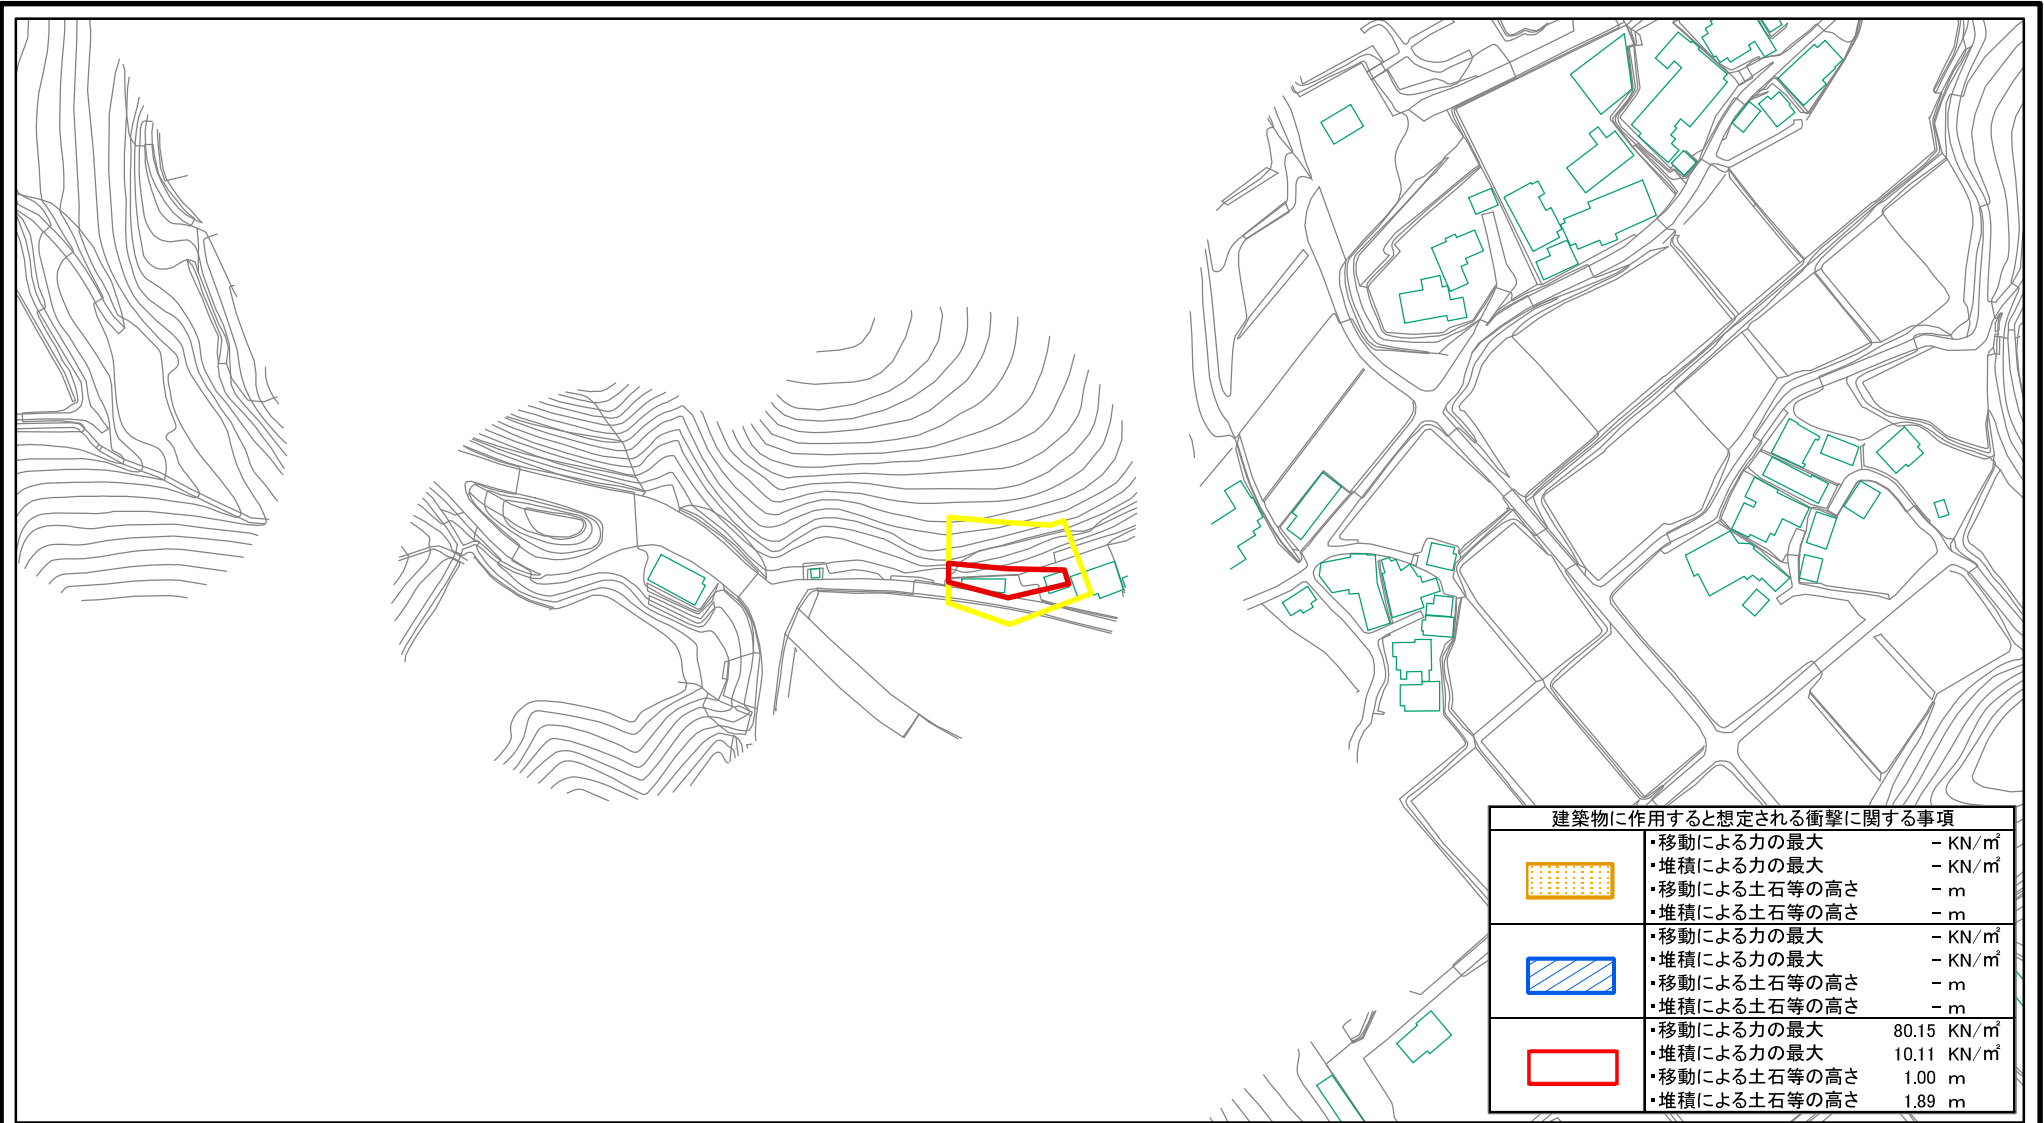 建築物に作用すると想定される衝撃に関する事項
・移動による力の最大 － KN/㎡
・堆積による力の最大 － KN/㎡
・移動による土石等の高さ － m
・堆積による土石等の高さ － m
・移動による力の最大 － KN/㎡
・堆積による力の最大 － KN/㎡
・移動による土石等の高さ － m
・堆積による土石等の高さ － m
・移動による力の最大 80.15 KN/㎡
・堆積による力の最大 10.11 KN/㎡
・移動による土石等の高さ 1.00 m
・堆積による土石等の高さ 1.89 m